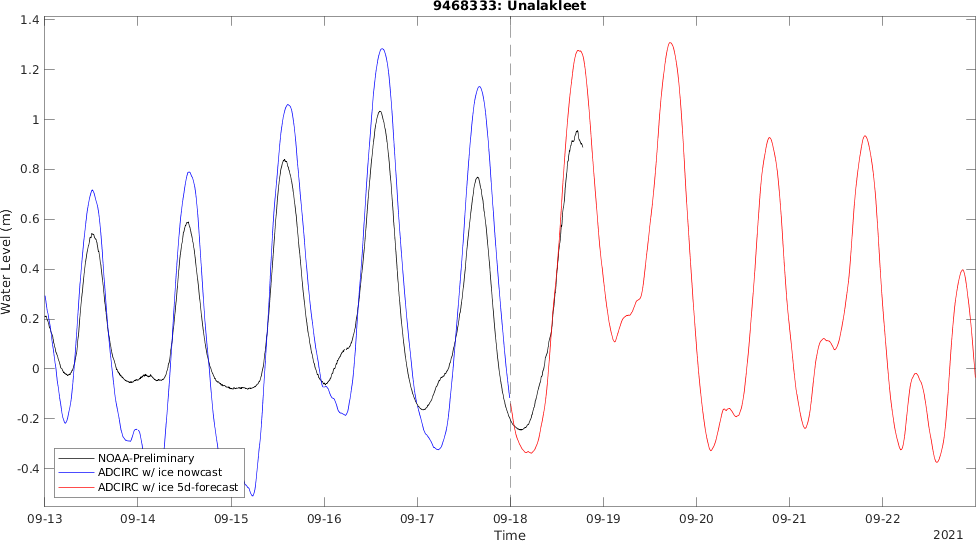 9468333: Unalakleet
1.4
1.2
1
0.8
0.6
0.4
0.2
0
-0.2
-0.4
Water Level (m)
NOAA-Preliminary
ADCIRC w/ ice nowcast
ADCIRC w/ ice 5d-forecast
09-13 09-14 09-15 09-16 09-17 09-18 09-19 09-20 09-21 09-22
Time
2021